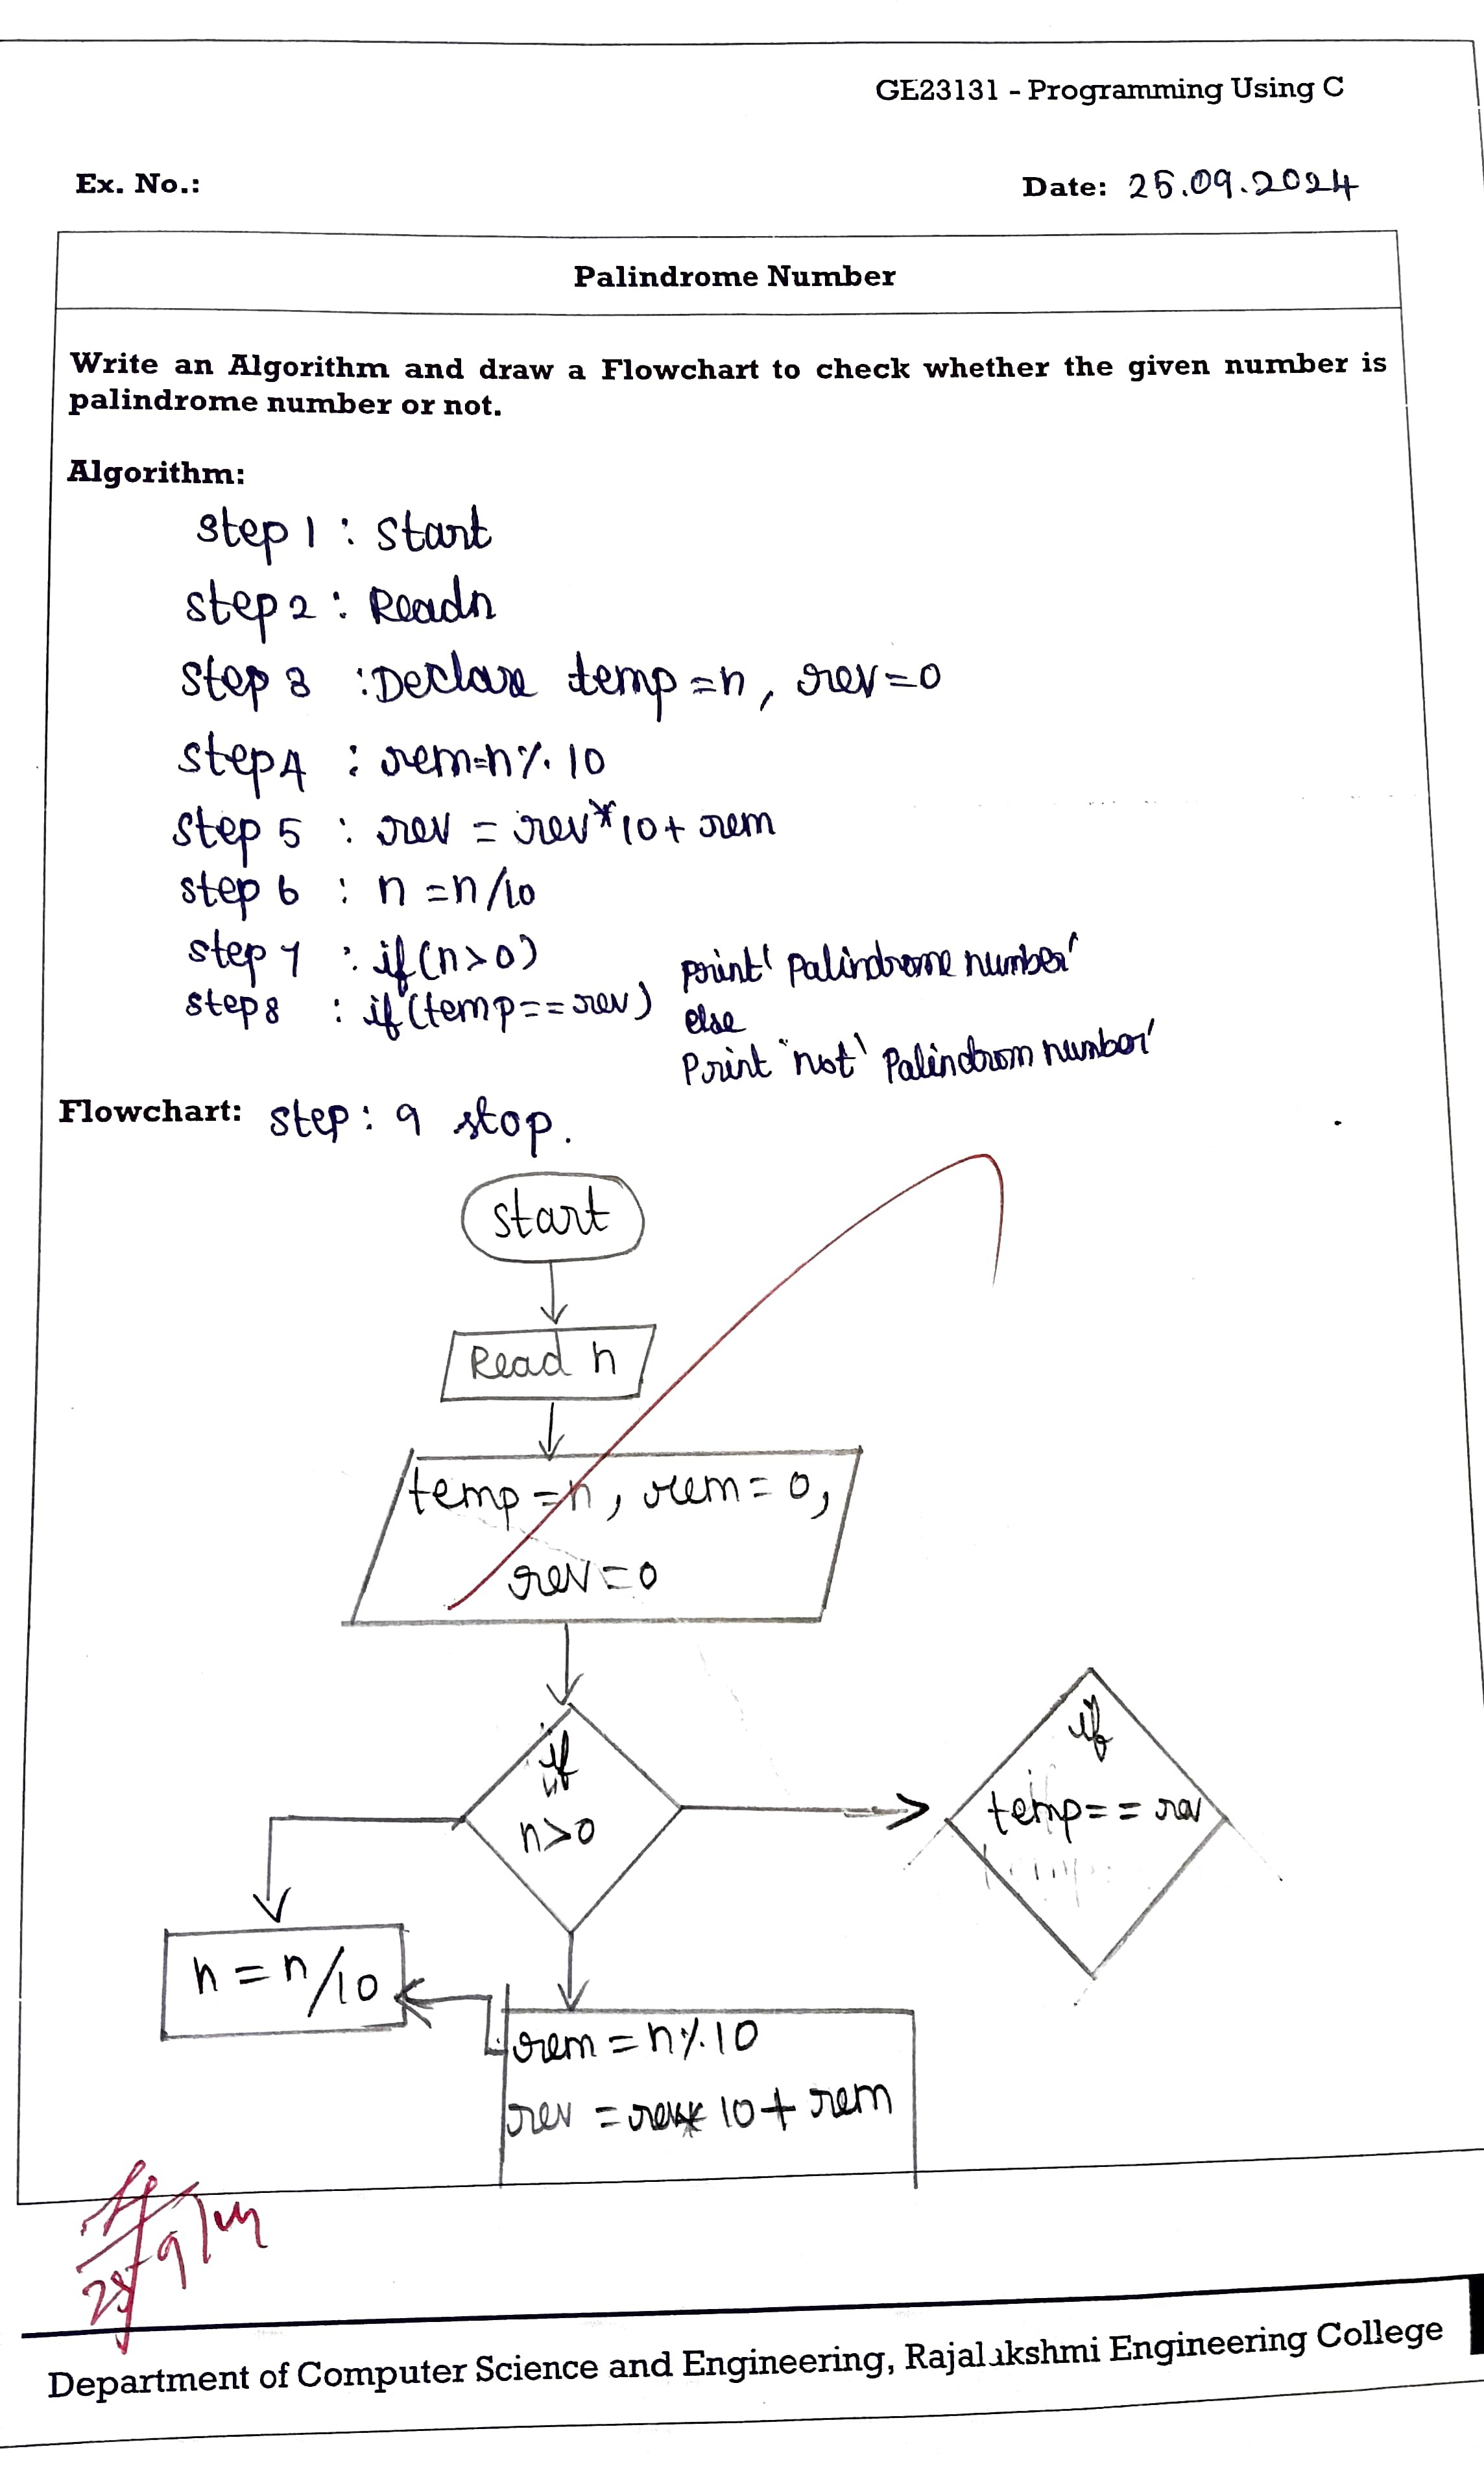 GE23131 - Programming Using C
Ex. No.:
Date: 25.09.2024
Palindrome Number
Write an Algorithm and draw a Flowchart to check whether the given number is
palindrome number or not.
Algorithm:
step 1 : start
step 2 : Readn
step 3 : Declare temp=n, rev=0
step 4 : rem=n%10
step 5 : rev = rev*10+rem
step 6 : n=n/10
step 7 : if(n>0)
print' palindrome number'
step 8 : if(temp==rev)
else
Print "not' Palindrom number'
Flowchart: step: 9 stop.
start
Read n
temp=n, rem=0,
rev=0
if
n>0
if
temp==rev
n=n/10
rem=n%10
rev=rev*10+rem
Department of Computer Science and Engineering, Rajalakshmi Engineering College